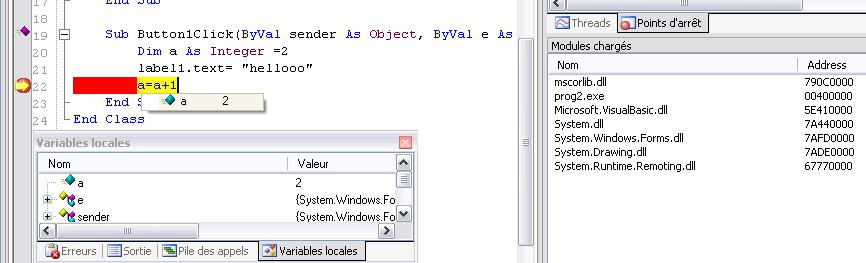 17 End Sub
18
19 Sub Button1Click(ByVal sender As Object, ByVal e As
20 Dim a As Integer =2
21 label1.text= "hellooo"
22 a=a+1
23 End S
a 2
24 End Class
Variables locales
Nom Valeur
a 2
e {System.Windows.Fo
sender {System.Windows.Fo
Erreurs Sortie Pile des appels Variables locales
Threads Points d'arrêt
Modules chargés
Nom Address
mscorlib.dll 790C0000
prog2.exe 00400000
Microsoft.VisualBasic.dll 5E410000
System.dll 7A440000
System.Windows.Forms.dll 7AFD0000
System.Drawing.dll 7ADE0000
System.Runtime.Remoting.dll 67770000